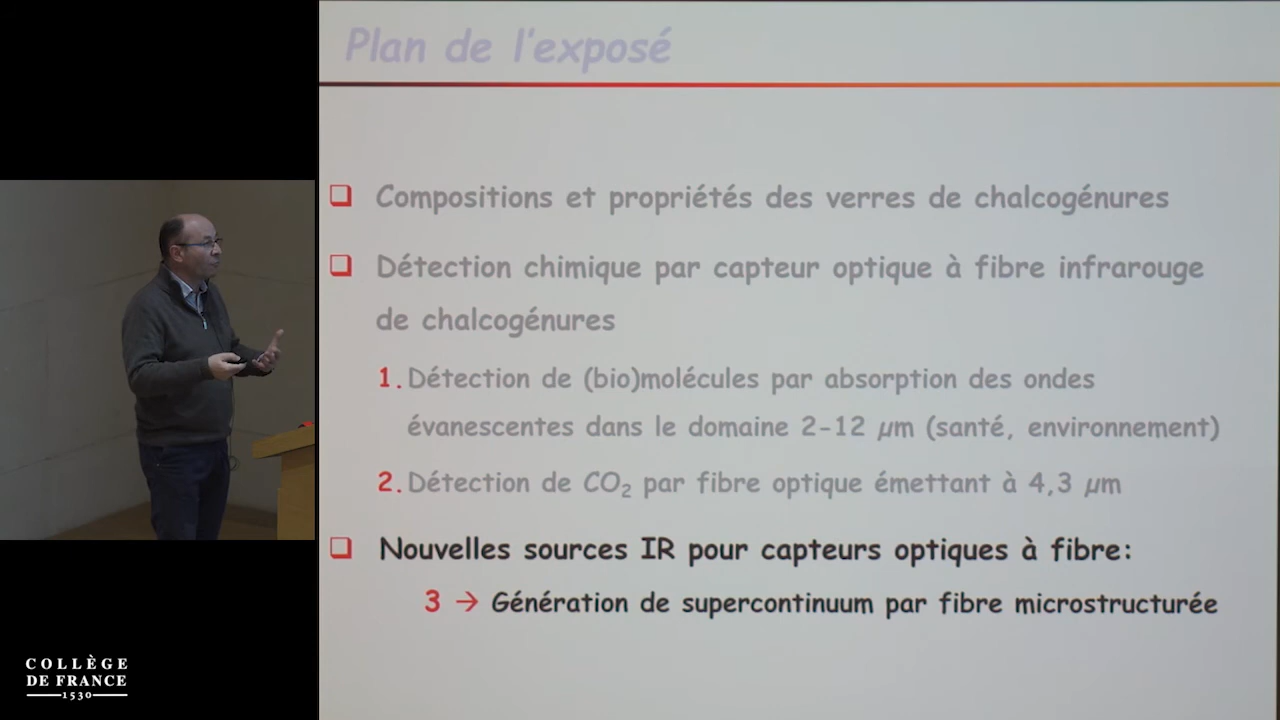 Plan de l'exposé
Compositions et propriétés des verres de chalcogénures
Détection chimique par capteur optique à fibre infrarouge
de chalcogénures
1. Détection de (bio)molécules par absorption des ondes
évanescentes dans le domaine 2-12 µm (santé, environnement)
2. Détection de CO₂ par fibre optique émettant à 4,3 µm
Nouvelles sources IR pour capteurs optiques à fibre:
3 → Génération de supercontinuum par fibre microstructurée
COLLÈGE
DE FRANCE
1530